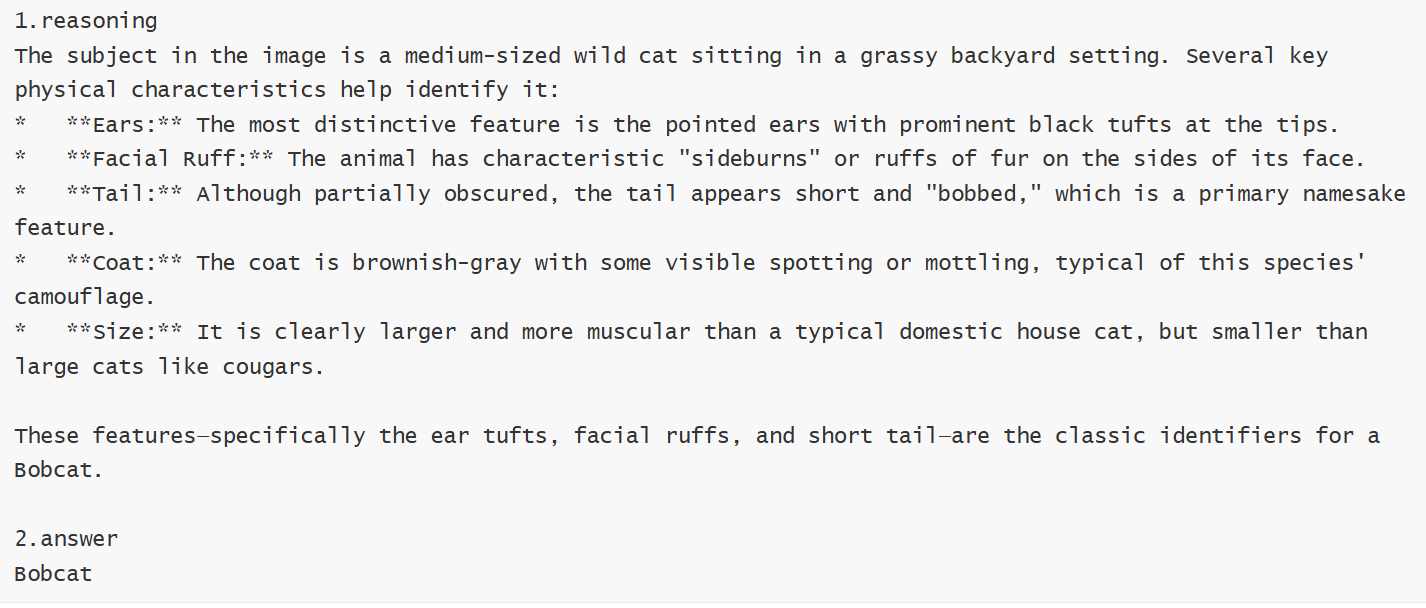 1.reasoning
The subject in the image is a medium-sized wild cat sitting in a grassy backyard setting. Several key
physical characteristics help identify it:
*   **Ears:** The most distinctive feature is the pointed ears with prominent black tufts at the tips.
*   **Facial Ruff:** The animal has characteristic "sideburns" or ruffs of fur on the sides of its face.
*   **Tail:** Although partially obscured, the tail appears short and "bobbed," which is a primary namesake
feature.
*   **Coat:** The coat is brownish-gray with some visible spotting or mottling, typical of this species'
camouflage.
*   **Size:** It is clearly larger and more muscular than a typical domestic house cat, but smaller than
large cats like cougars.

These features—specifically the ear tufts, facial ruffs, and short tail—are the classic identifiers for a
Bobcat.

2.answer
Bobcat